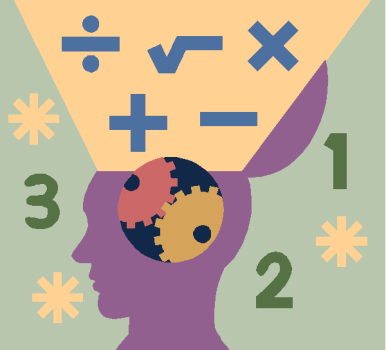 ÷ √ ×
+ −
1
3
2